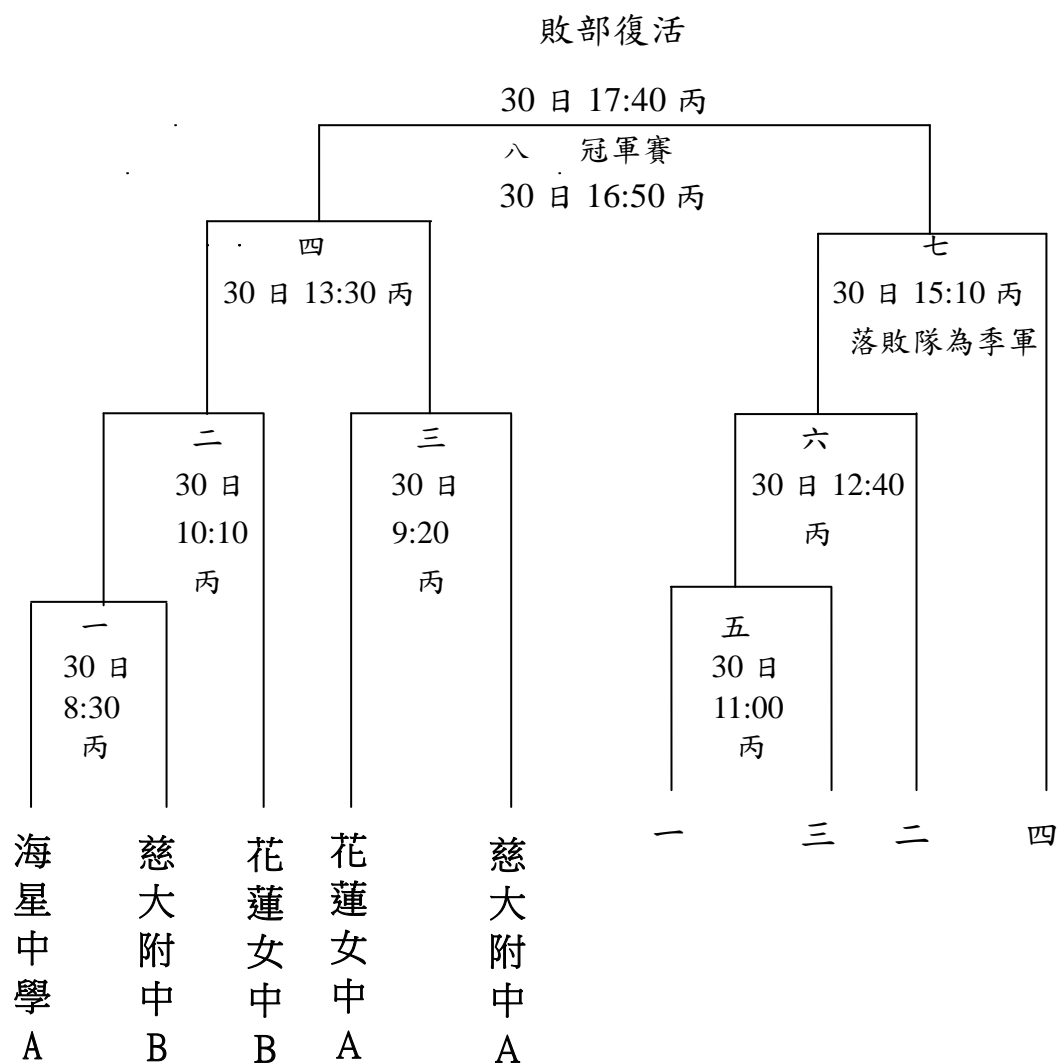 敗部復活
30 日 17:40 丙
八 冠軍賽
30 日 16:50 丙
四
30 日 13:30 丙
七
30 日 15:10 丙
落敗隊為季軍
二
30 日
10:10
丙
三
30 日
9:20
丙
六
30 日 12:40
丙
一
30 日
8:30
丙
五
30 日
11:00
丙
海星中學A
慈大附中B
花蓮女中B
花蓮女中A
慈大附中A
一
三
二
四